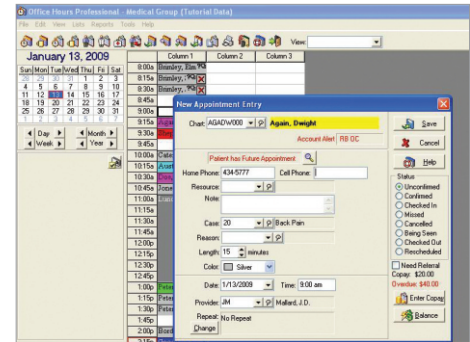 Office Hours Professional - Medical Group [Tutorial Data]
File Edit View Lists Reports Tools Help
View:
January 13, 2009
Column 1 Column 2 Column 3
Sun Mon Tue Wed Thu Fri Sat
28 29 30 31 1 2 3
4 5 6 7 8 9 10
11 12 13 14 15 16 17
18 19 20 21 22 23 24
25 26 27 28 29 30 31
Day Month
Week Year
8:00a Brimley, Elm
8:15a Brimley,
8:30a Brimley,
8:45a
9:00a
9:15a
9:30a
9:45a
10:00a
10:15a
10:30a
10:45a
11:00a
11:15a
11:30a
11:45a
12:00p
12:15p
12:30p
12:45p
1:00p
1:15p
1:30p
1:45p
2:00p
2:15p
New Appointment Entry
Chart: AGADW000 Again, Dwight
Account Alert RB OC
Patient has Future Appointment
Home Phone: 434-5777 Cell Phone:
Resource:
Note:
Case: 20 Back Pain
Reason:
Length: 15 minutes
Color: Silver
Date: 1/13/2009 Time: 9:00 am
Provider: JM Mallard, J.D.
Repeat: No Repeat
Change
Save
Cancel
Help
Status
Unconfirmed
Confirmed
Checked In
Missed
Cancelled
Being Seen
Checked Out
Rescheduled
Need Referral
Copay: $20.00
Overdue: $40.00
Enter Copay
Balance